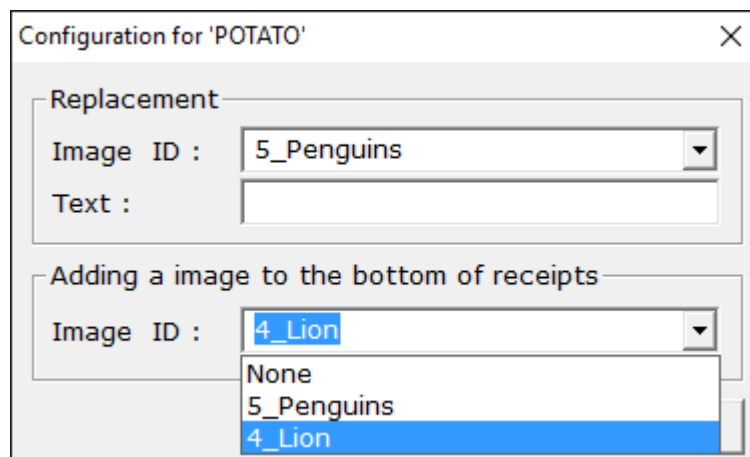 Configuration for 'POTATO'
Replacement
Image ID : 5_Penguins
Text :
Adding a image to the bottom of receipts
Image ID : 4_Lion
None
5_Penguins
4_Lion